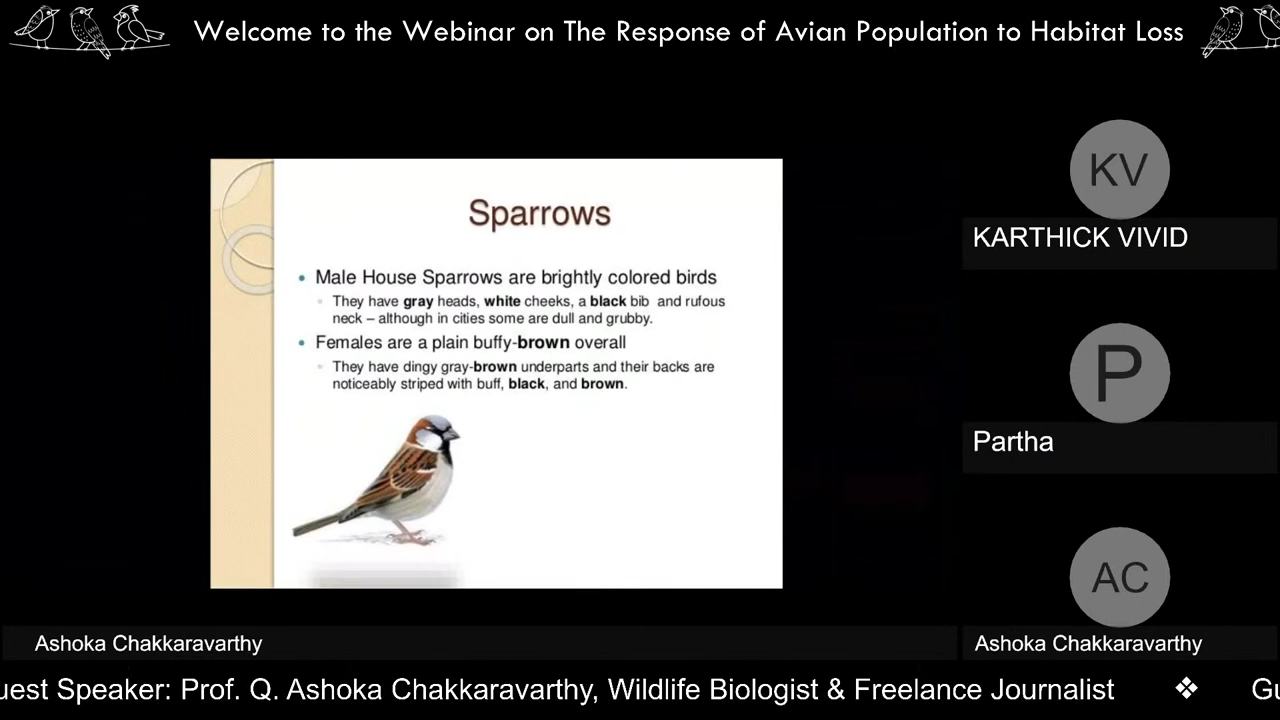 Welcome to the Webinar on The Response of Avian Population to Habitat Loss
Sparrows
• Male House Sparrows are brightly colored birds
They have gray heads, white cheeks, a black bib and rufous
neck – although in cities some are dull and grubby.
• Females are a plain buffy-brown overall
They have dingy gray-brown underparts and their backs are
noticeably striped with buff, black, and brown.
KV
KARTHICK VIVID
P
Partha
AC
Ashoka Chakkaravarthy
Ashoka Chakkaravarthy
uest Speaker: Prof. Q. Ashoka Chakkaravarthy, Wildlife Biologist & Freelance Journalist ❖ Gu